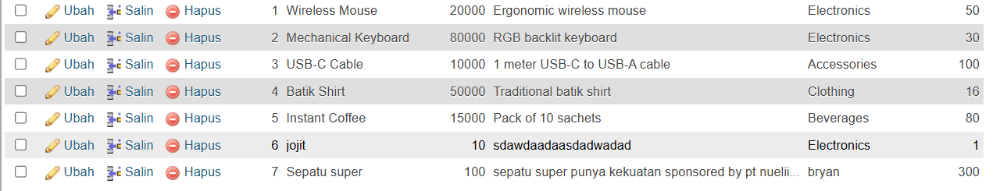 Ubah Salin Hapus 1 Wireless Mouse 20000 Ergonomic wireless mouse Electronics 50
Ubah Salin Hapus 2 Mechanical Keyboard 80000 RGB backlit keyboard Electronics 30
Ubah Salin Hapus 3 USB-C Cable 10000 1 meter USB-C to USB-A cable Accessories 100
Ubah Salin Hapus 4 Batik Shirt 50000 Traditional batik shirt Clothing 16
Ubah Salin Hapus 5 Instant Coffee 15000 Pack of 10 sachets Beverages 80
Ubah Salin Hapus 6 jojit 10 sdawdaadaasdadwadad Electronics 1
Ubah Salin Hapus 7 Sepatu super 100 sepatu super punya kekuatan sponsored by pt nuelii... bryan 300